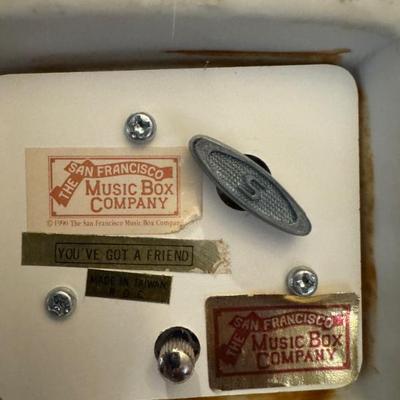 THE SAN FRANCISCO
MUSIC BOX
COMPANY
© 1990 The San Francisco Music Box Company
YOU'VE GOT A FRIEND
MADE IN TAIWAN
R.O.C
S
THE SAN FRANCISCO
MUSIC BOX
COMPANY